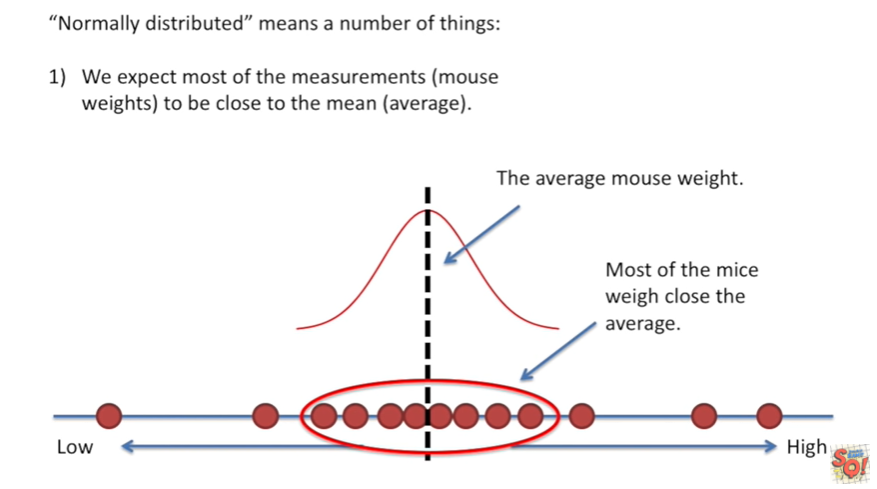 “Normally distributed” means a number of things:
1) We expect most of the measurements (mouse
weights) to be close to the mean (average).
The average mouse weight.
Most of the mice
weigh close the
average.
Low
High
SQ!